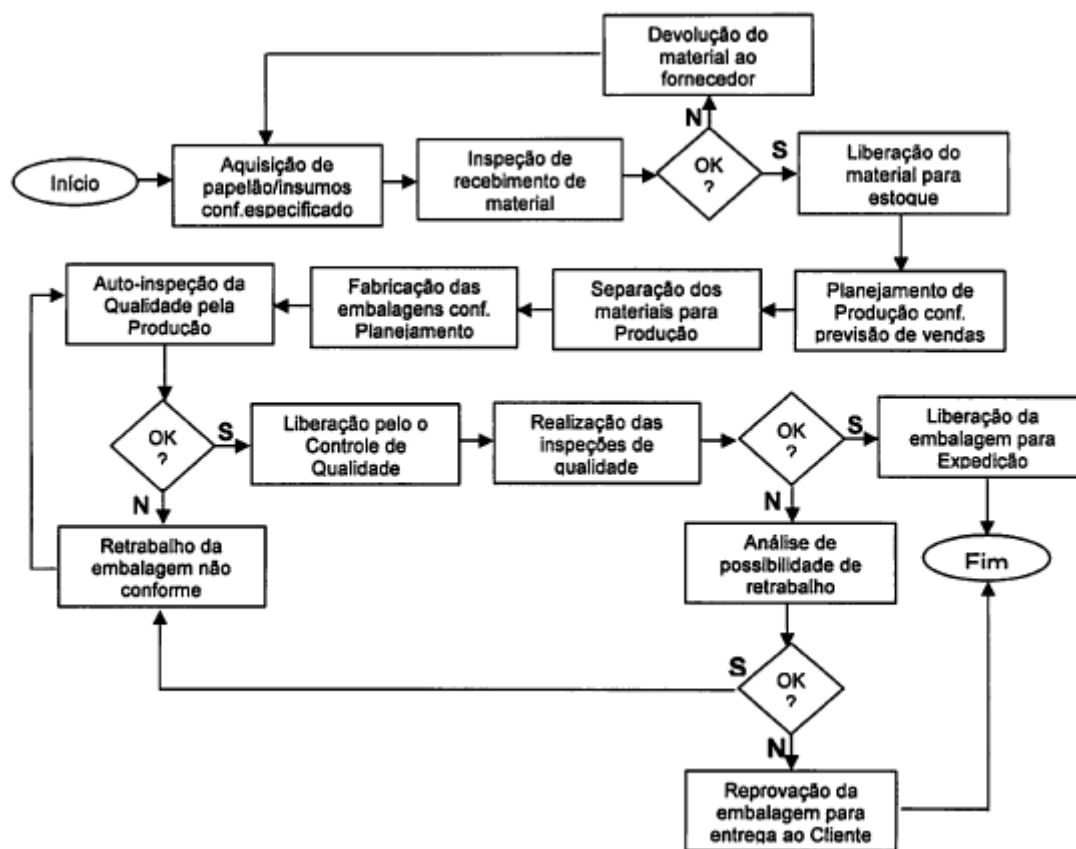 Devolução do
material ao
fornecedor
N
Início
Aquisição de
papelão/insumos
conf.especificado
Inspeção de
recebimento de
material
OK
?
S
Liberação do
material para
estoque
Auto-inspeção da
Qualidade pela
Produção
Fabricação das
embalagens conf.
Planejamento
Separação dos
materiais para
Produção
Planejamento de
Produção conf.
previsão de vendas
OK
?
S
Liberação pelo o
Controle de
Qualidade
Realização das
inspeções de
qualidade
OK
?
S
Liberação da
embalagem para
Expedição
N
N
Retrabalho da
embalagem não
conforme
Análise de
possibilidade de
retrabalho
Fim
S
OK
?
N
Reprovação da
embalagem para
entrega ao Cliente